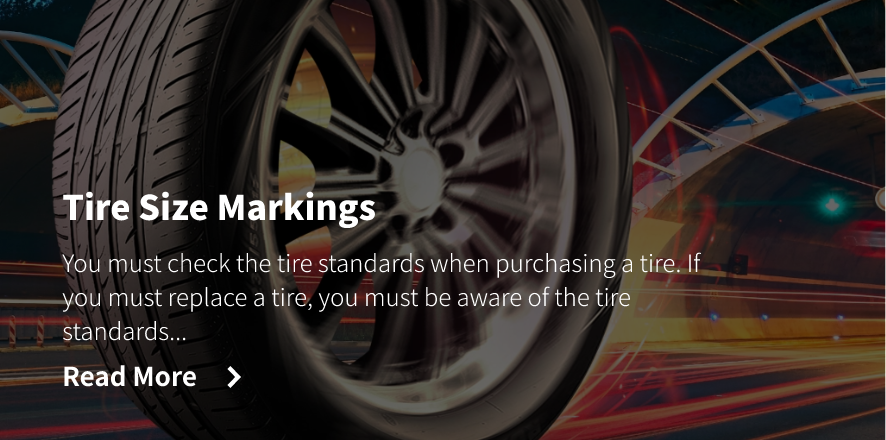 Tire Size Markings
You must check the tire standards when purchasing a tire. If
you must replace a tire, you must be aware of the tire
standards...
Read More